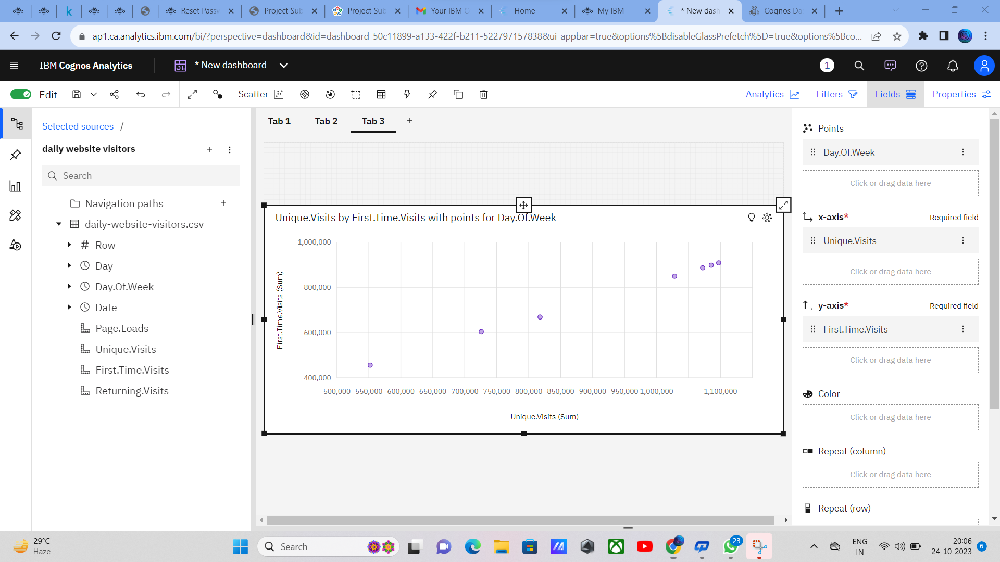 Reset Passw
Project Sub
Project Sub
Your IBM C
Home
My IBM
* New dash
Cognos Da
ap1.ca.analytics.ibm.com/bi/?perspective=dashboard&id=dashboard_50c11899-a133-422f-b211-522797157838&ui_appbar=true&options%5BdisableGlassPrefetch%5D=true&options%5Bco...
IBM Cognos Analytics
* New dashboard
1
Edit
Scatter
Analytics
Filters
Fields
Properties
Selected sources /
daily website visitors
Search
Navigation paths
daily-website-visitors.csv
Row
Day
Day.Of.Week
Date
Page.Loads
Unique.Visits
First.Time.Visits
Returning.Visits
Tab 1
Tab 2
Tab 3
Unique.Visits by First.Time.Visits with points for Day.Of.Week
1,000,000
800,000
600,000
400,000
First.Time.Visits (Sum)
500,000 550,000 600,000 650,000 700,000 750,000 800,000 850,000 900,000 950,000 1,000,000 1,100,000
Unique.Visits (Sum)
Points
Day.Of.Week
Click or drag data here
x-axis* Required field
Unique.Visits
Click or drag data here
y-axis* Required field
First.Time.Visits
Click or drag data here
Color
Click or drag data here
Repeat (column)
Click or drag data here
Repeat (row)
29°C
Haze
Search
23
ENG
IN
20:06
24-10-2023
6